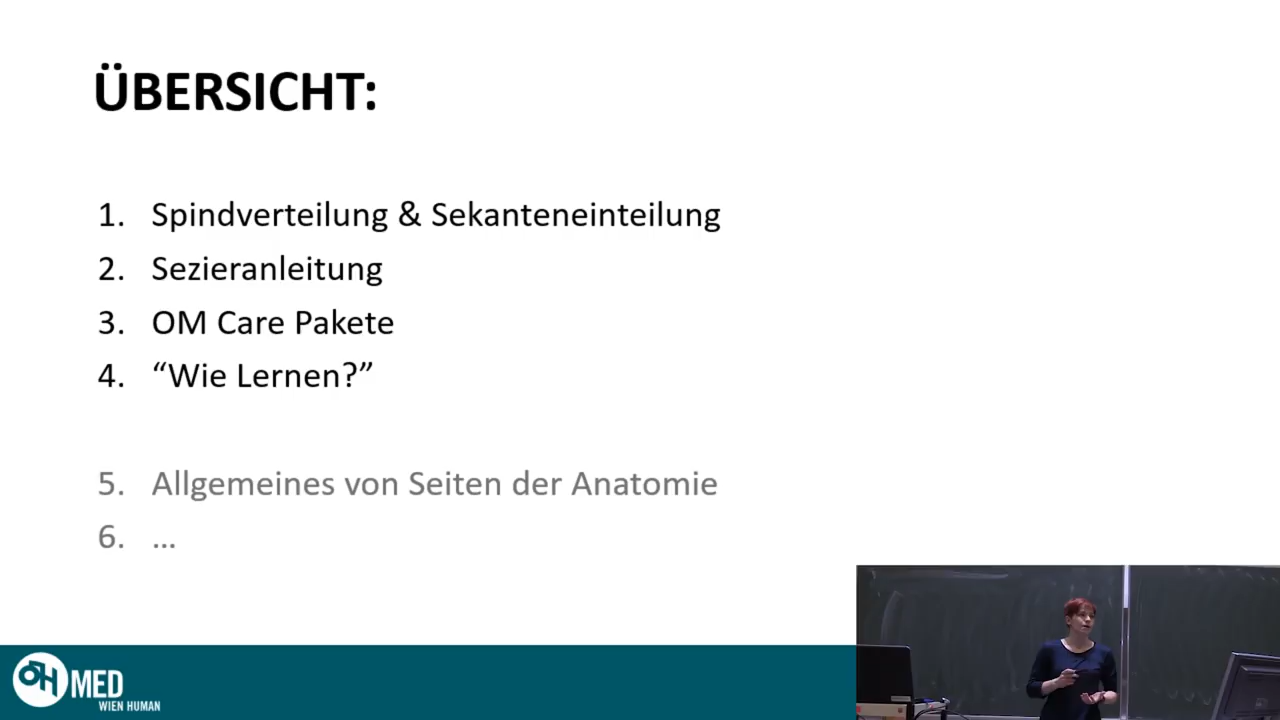 ÜBERSICHT:
1. Spindverteilung & Sekanteneinteilung
2. Sezieranleitung
3. OM Care Pakete
4. “Wie Lernen?”
5. Allgemeines von Seiten der Anatomie
6. ...
ÖH MED
WIEN HUMAN